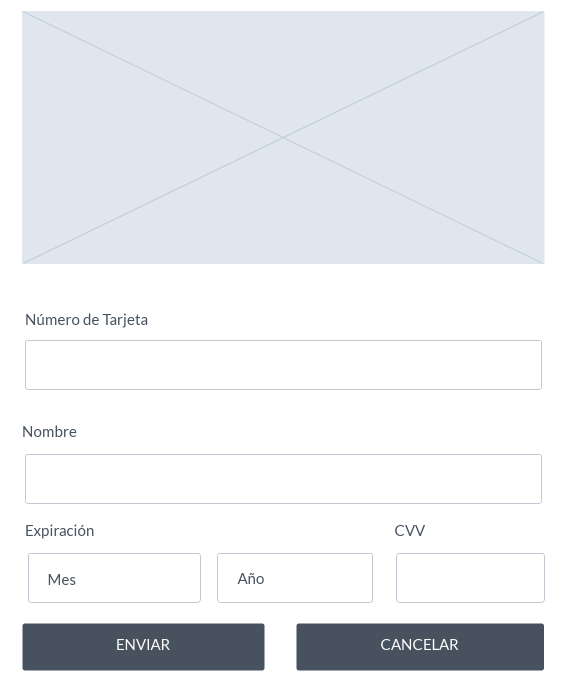 Número de Tarjeta
Nombre
Expiración
CVV
Mes
Año
ENVIAR
CANCELAR